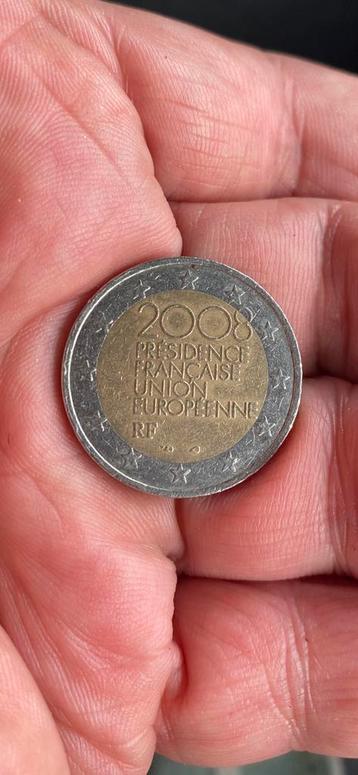 2008
PRÉSIDENCE
FRANÇAISE
UNION
EUROPÉENNE
RF